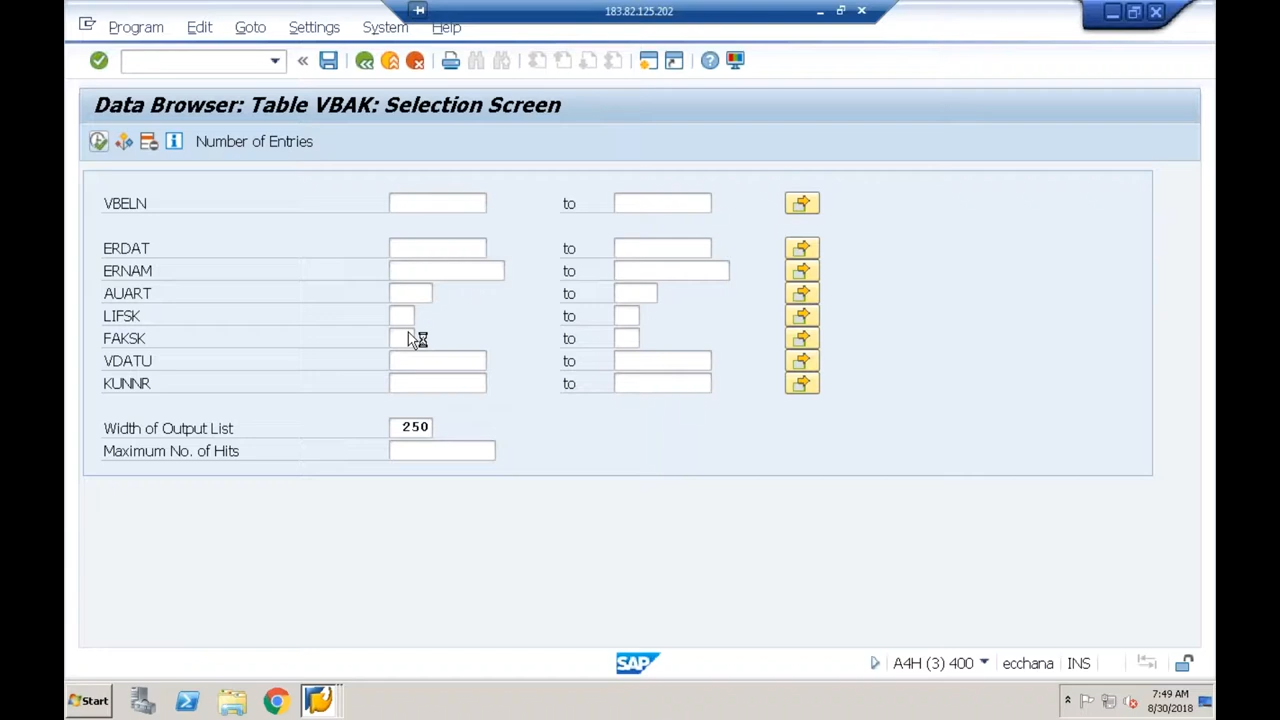 183.82.125.202
Program Edit Goto Settings System Help
Data Browser: Table VBAK: Selection Screen
Number of Entries
VBELN to
ERDAT to
ERNAM to
AUART to
LIFSK to
FAKSK to
VDATU to
KUNNR to
Width of Output List 250
Maximum No. of Hits
SAP A4H (3) 400 ecchana INS
Start 7:49 AM
8/30/2018